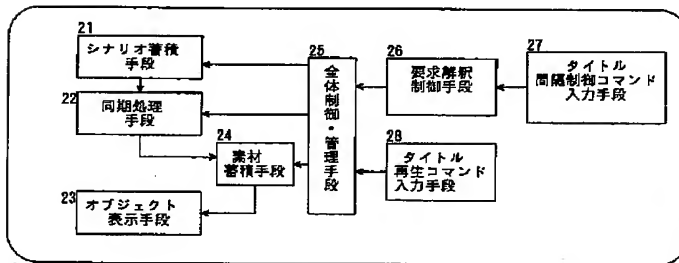 21
シナリオ蓄積
手段
22
同期処理
手段
23
オブジェクト
表示手段
24
素材
蓄積手段
25
全体制御・管理手段
26
要求解釈
制御手段
27
タイトル
間隔制御コマンド
入力手段
28
タイトル
再生コマンド
入力手段